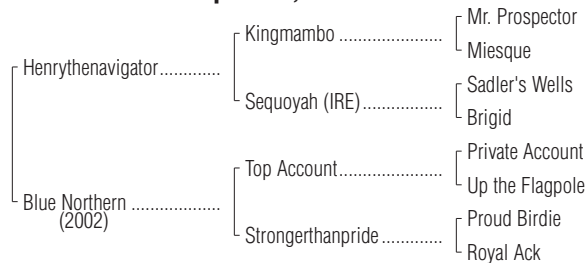 Kingmambo ..................
Mr. Prospector
Miesque
Henrythenavigator............
Sequoyah (IRE)..................
Sadler's Wells
Brigid
Top Account......................
Private Account
Up the Flagpole
Blue Northern ..................
(2002)
Strongerthanpride .............
Proud Birdie
Royal Ack